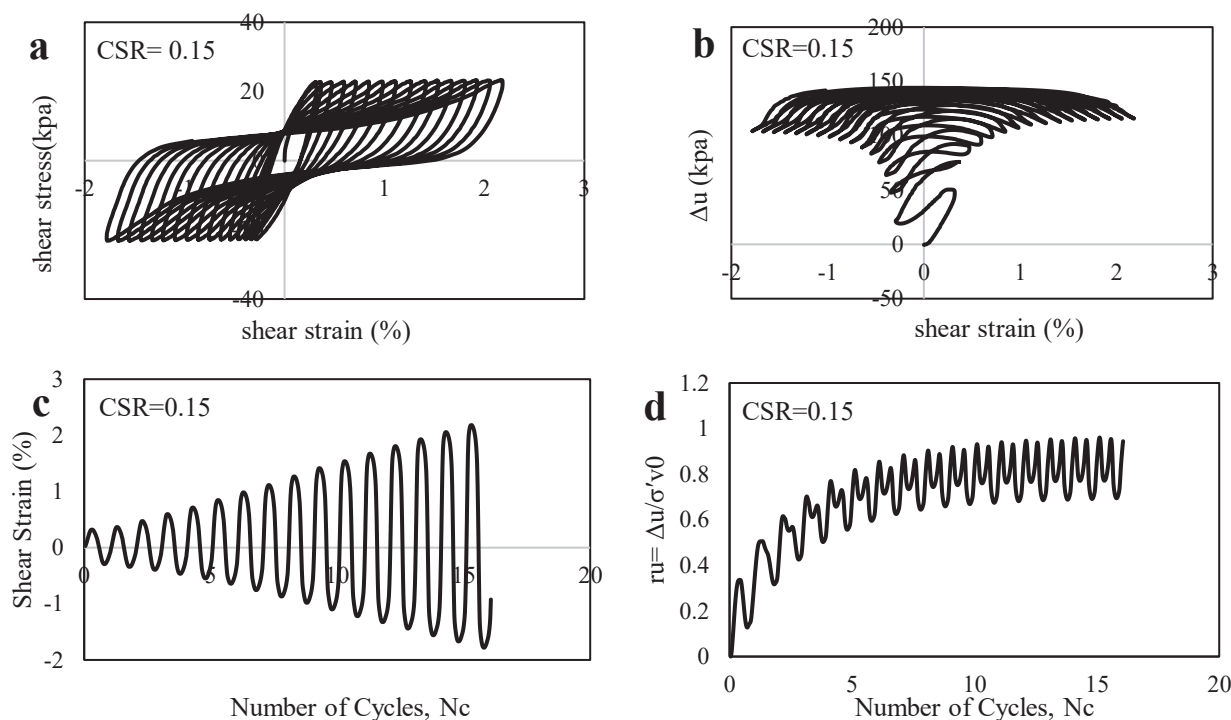 a
CSR= 0.15
40
20
-2
-1
1
2
3
-40
shear stress(kpa)
shear strain (%)
b
CSR=0.15
200
150
100
50
0
-2
-1
0
1
2
3
-50
Δu (kpa)
shear strain (%)
c
CSR=0.15
3
2
1
0
-1
-2
0
5
10
15
20
Shear Strain (%)
Number of Cycles, Nc
d
CSR=0.15
1.2
1
0.8
0.6
0.4
0.2
0
0
5
10
15
20
ru= Δu/σ'v0
Number of Cycles, Nc